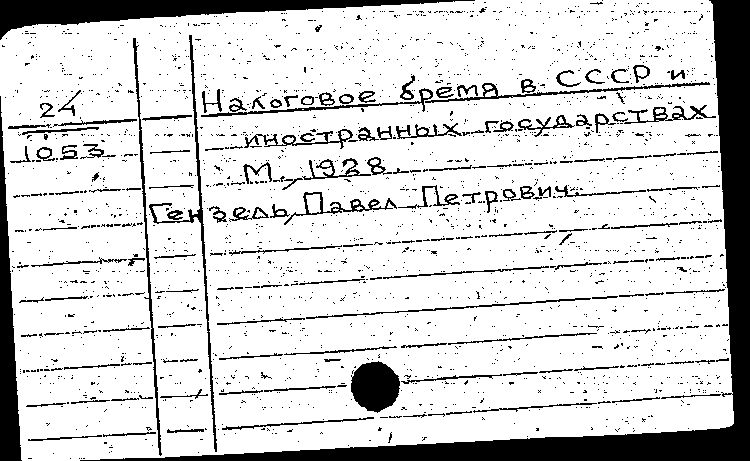 24
1053
Налоговое бремя в СССР и
иностранных государствах
М., 1928.
Гензель, Павел Петрович.